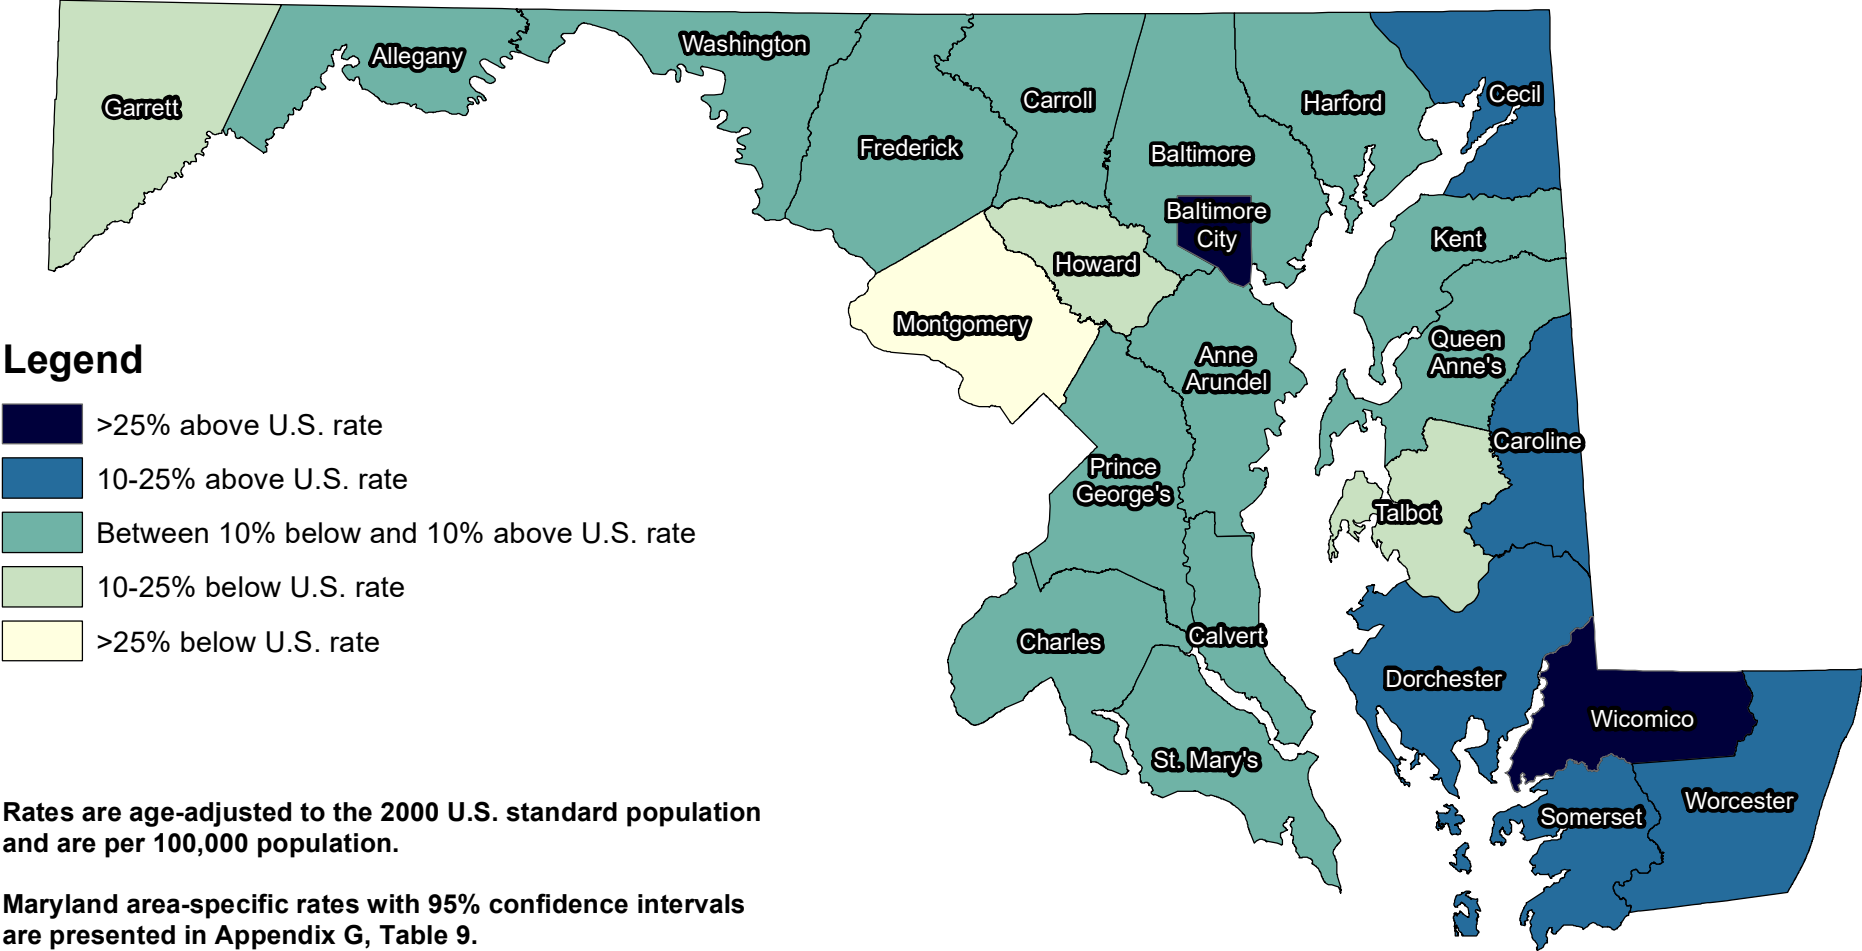 Garrett
Allegany
Washington
Frederick
Carroll
Baltimore
Harford
Cecil
Baltimore
City
Howard
Kent
Montgomery
Anne
Arundel
Queen
Anne's
Caroline
Prince
George's
Talbot
Charles
Calvert
St. Mary's
Dorchester
Wicomico
Somerset
Worcester
Legend
>25% above U.S. rate
10-25% above U.S. rate
Between 10% below and 10% above U.S. rate
10-25% below U.S. rate
>25% below U.S. rate
Rates are age-adjusted to the 2000 U.S. standard population
and are per 100,000 population.
Maryland area-specific rates with 95% confidence intervals
are presented in Appendix G, Table 9.